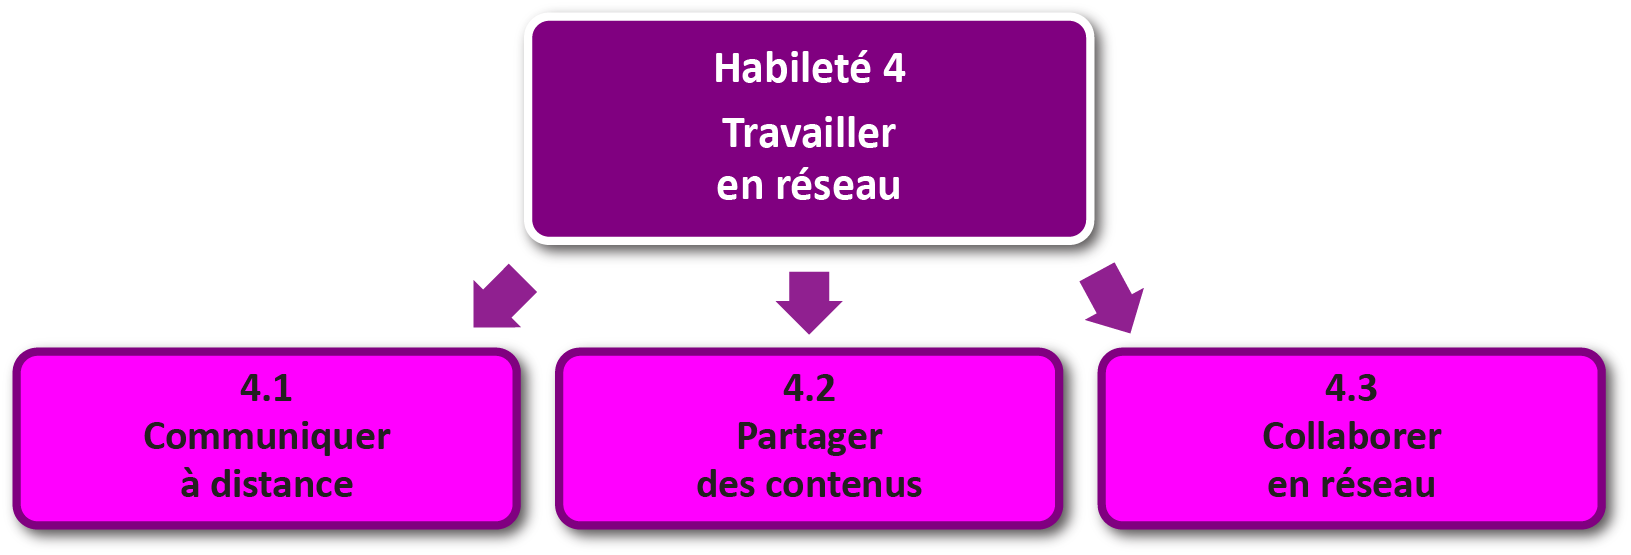 Habileté 4
Travailler
en réseau
4.1
Communiquer
à distance
4.2
Partager
des contenus
4.3
Collaborer
en réseau